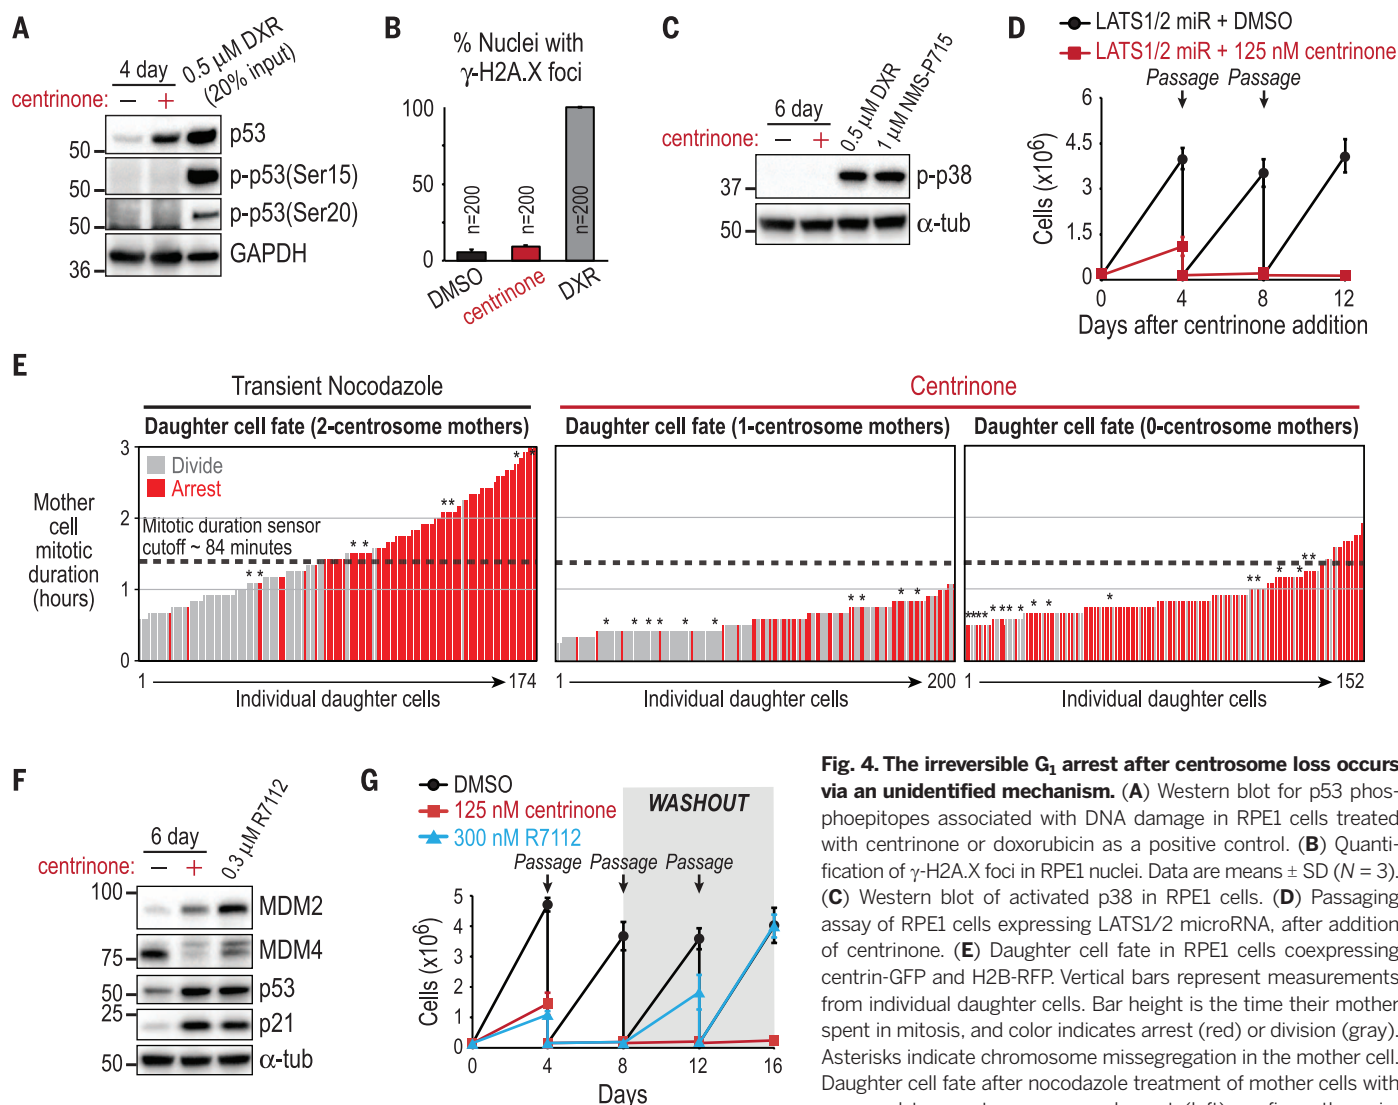 A
4 day
0.5 µM DXR
(20% input)
centrinone: – +
p53
50
p-p53(Ser15)
50
p-p53(Ser20)
50
GAPDH
36
B
% Nuclei with
γ-H2A.X foci
100
50
0
n=200
n=200
n=200
DMSO
centrinone
DXR
C
6 day
0.5 µM DXR
1 µM NMS-P715
centrinone: – +
p-p38
37
α-tub
50
D
LATS1/2 miR + DMSO
LATS1/2 miR + 125 nM centrinone
Passage Passage
Cells (x10⁶)
6
4.5
3
1.5
0
0 4 8 12
Days after centrinone addition
E
Transient Nocodazole
Centrinone
Daughter cell fate (2-centrosome mothers)
Daughter cell fate (1-centrosome mothers)
Daughter cell fate (0-centrosome mothers)
Mother
cell
mitotic
duration
(hours)
3
2
1
0
Divide
Arrest
Mitotic duration sensor
cutoff ~ 84 minutes
1 174
Individual daughter cells
1 200
Individual daughter cells
1 152
Individual daughter cells
F
6 day
0.3 µM R7112
centrinone: – +
100
MDM2
MDM4
75
p53
50
25
p21
α-tub
50
G
DMSO
125 nM centrinone
300 nM R7112
WASHOUT
Passage Passage Passage
Cells (x10⁶)
5
4
3
2
1
0
0 4 8 12 16
Days
Fig. 4. The irreversible G₁ arrest after centrosome loss occurs
via an unidentified mechanism. (A) Western blot for p53 phos-
phoepitopes associated with DNA damage in RPE1 cells treated
with centrinone or doxorubicin as a positive control. (B) Quanti-
fication of γ-H2A.X foci in RPE1 nuclei. Data are means ± SD (N = 3).
(C) Western blot of activated p38 in RPE1 cells. (D) Passaging
assay of RPE1 cells expressing LATS1/2 microRNA, after addition
of centrinone. (E) Daughter cell fate in RPE1 cells coexpressing
centrin-GFP and H2B-RFP. Vertical bars represent measurements
from individual daughter cells. Bar height is the time their mother
spent in mitosis, and color indicates arrest (red) or division (gray).
Asterisks indicate chromosome missegregation in the mother cell.
Daughter cell fate after nocodazole treatment of mother cells with